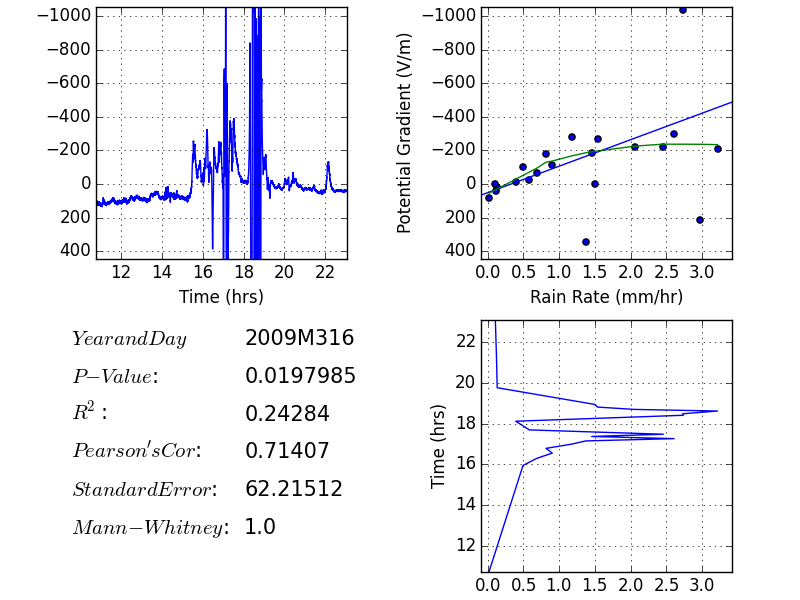 −1000
−800
−600
−400
−200
0
200
400
12 14 16 18 20 22
Time (hrs)
Potential Gradient (V/m)
−1000
−800
−600
−400
−200
0
200
400
0.0 0.5 1.0 1.5 2.0 2.5 3.0
Rain Rate (mm/hr)
YearandDay 2009M316
P−Value: 0.0197985
R²: 0.24284
Pearson'sCor: 0.71407
StandardError: 62.21512
Mann−Whitney: 1.0
Time (hrs)
22
20
18
16
14
12
0.0 0.5 1.0 1.5 2.0 2.5 3.0